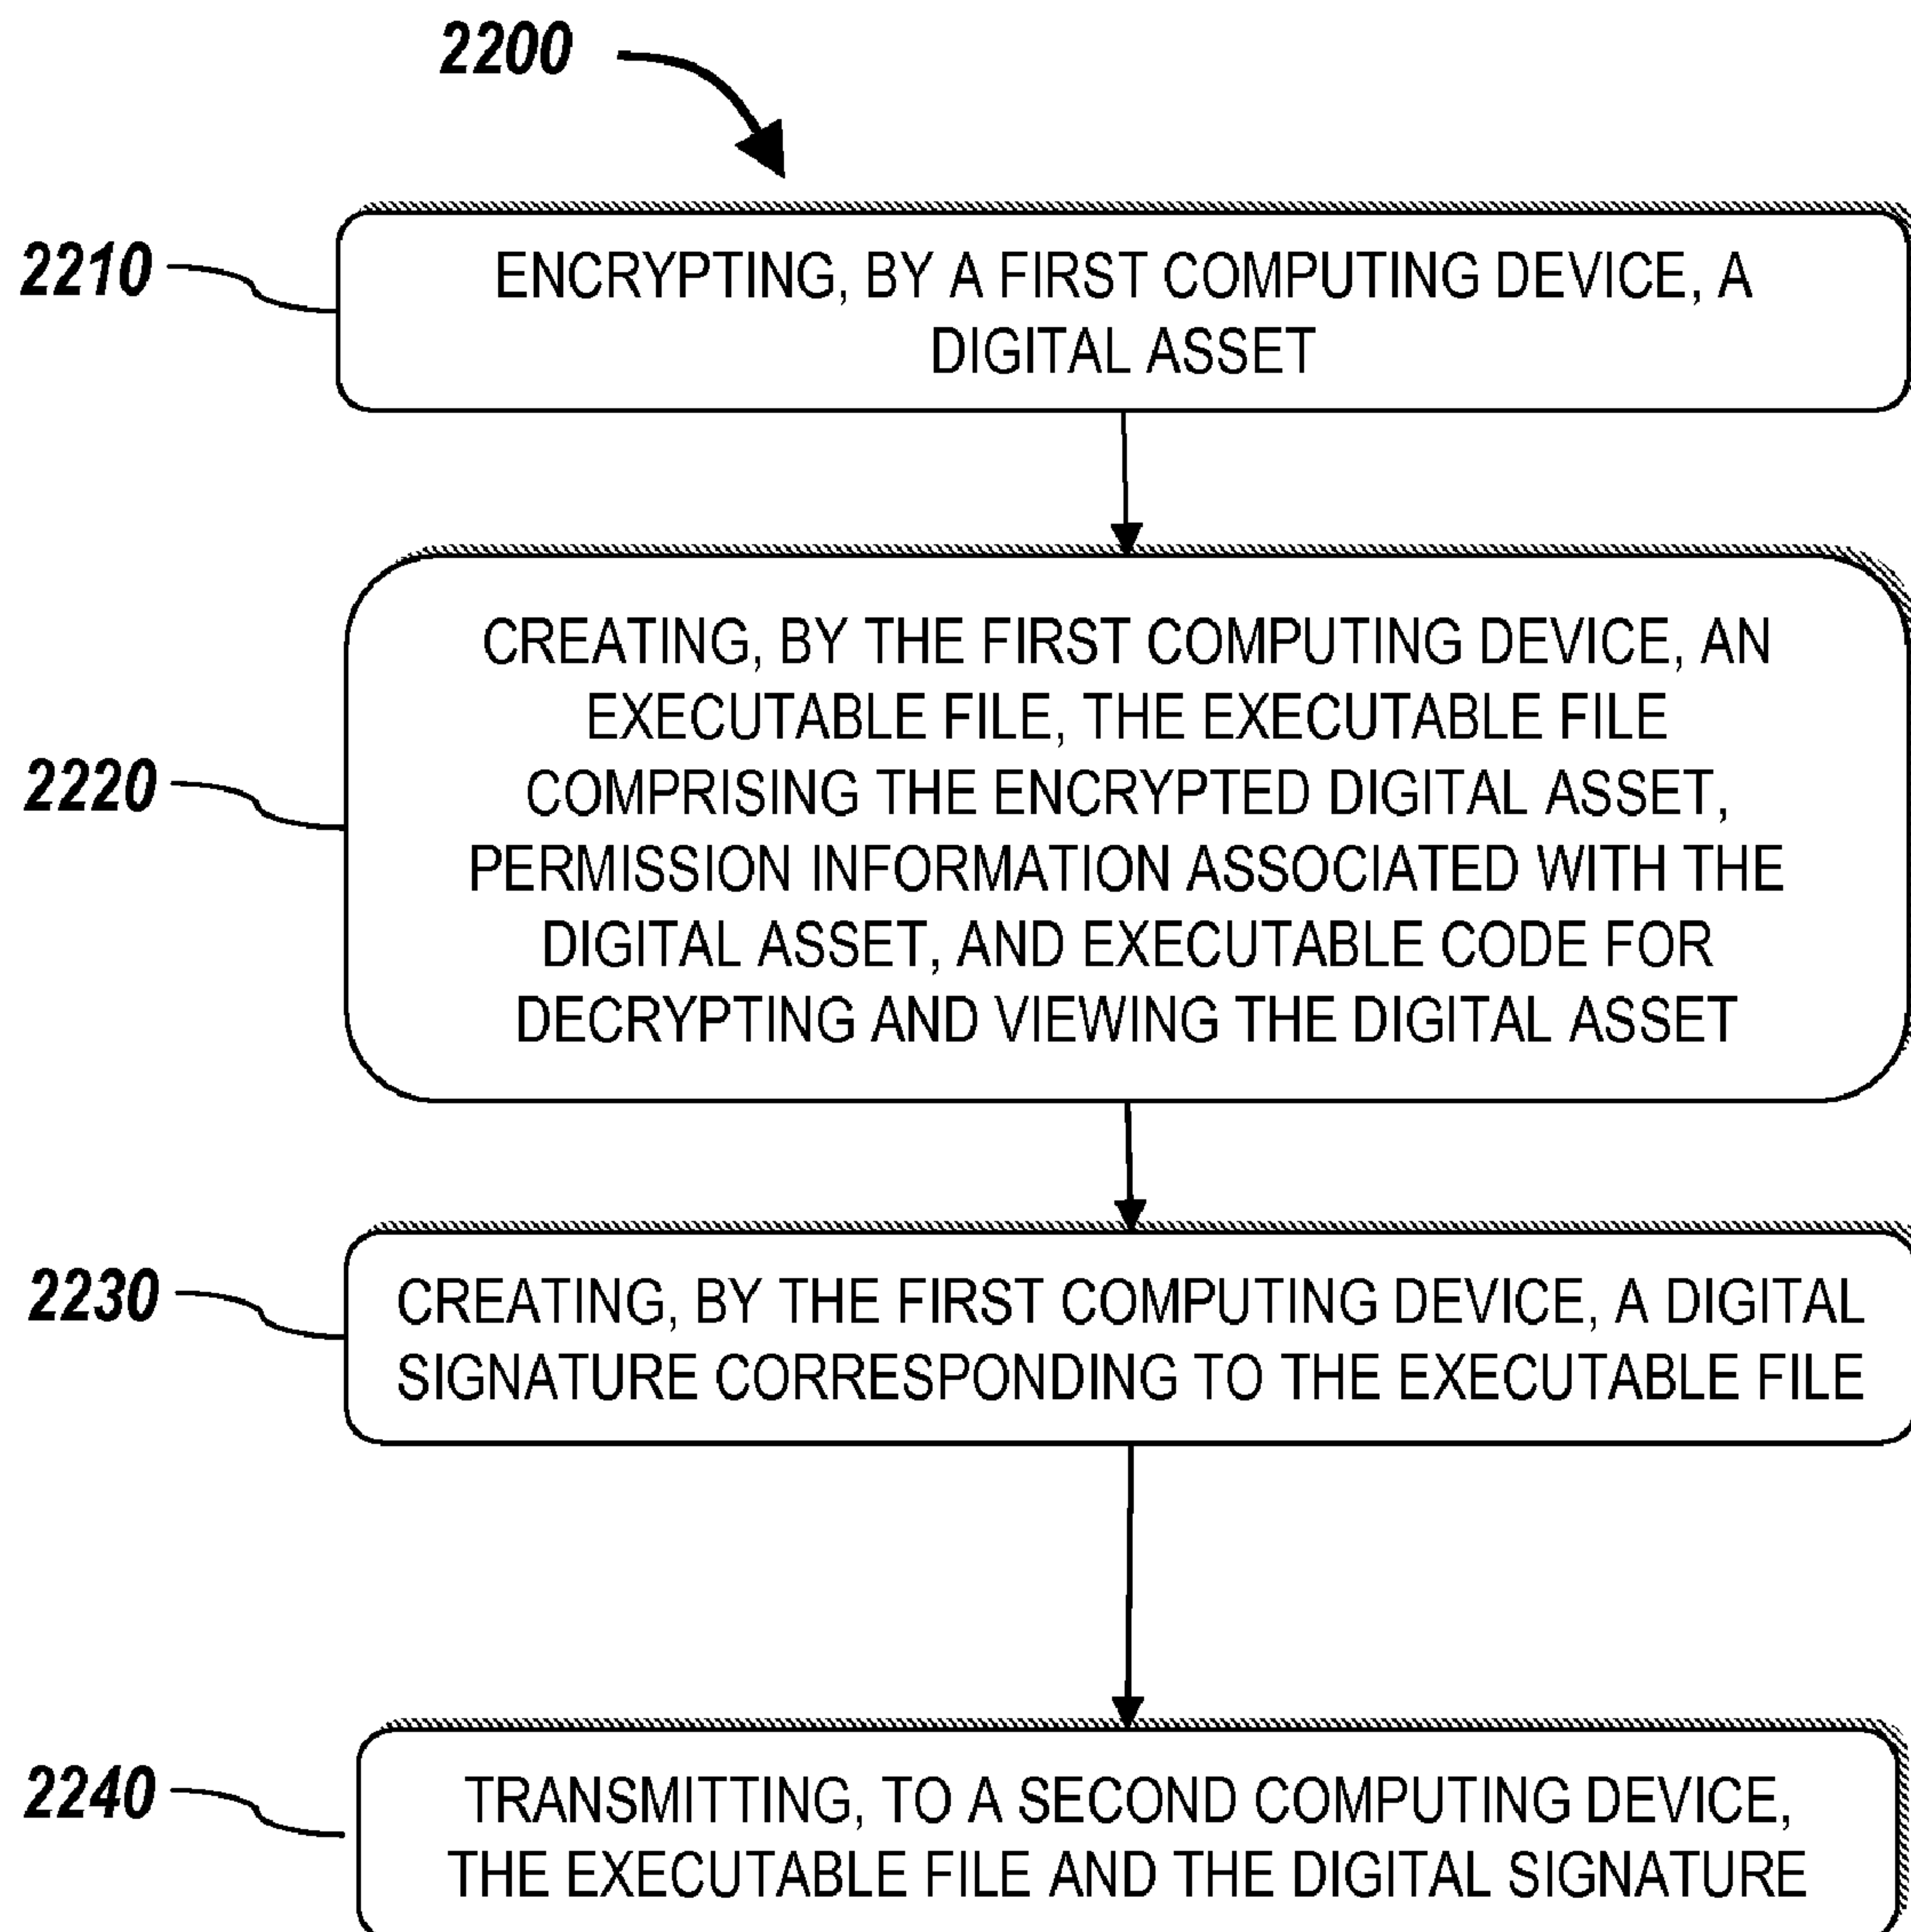 2200
2210
ENCRYPTING, BY A FIRST COMPUTING DEVICE, A
DIGITAL ASSET
2220
CREATING, BY THE FIRST COMPUTING DEVICE, AN
EXECUTABLE FILE, THE EXECUTABLE FILE
COMPRISING THE ENCRYPTED DIGITAL ASSET,
PERMISSION INFORMATION ASSOCIATED WITH THE
DIGITAL ASSET, AND EXECUTABLE CODE FOR
DECRYPTING AND VIEWING THE DIGITAL ASSET
2230
CREATING, BY THE FIRST COMPUTING DEVICE, A DIGITAL
SIGNATURE CORRESPONDING TO THE EXECUTABLE FILE
2240
TRANSMITTING, TO A SECOND COMPUTING DEVICE,
THE EXECUTABLE FILE AND THE DIGITAL SIGNATURE